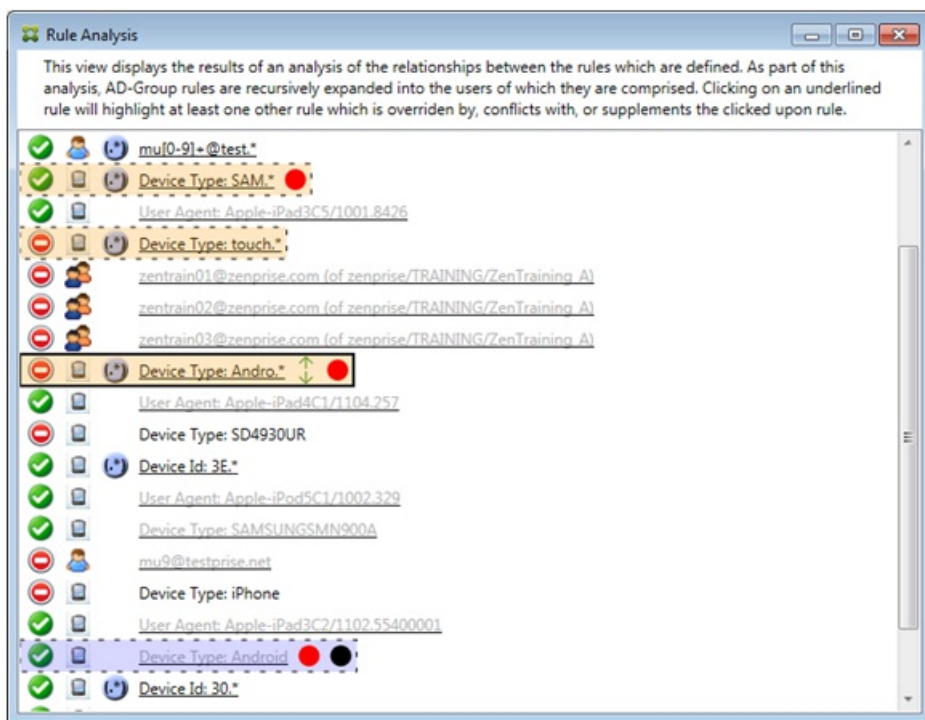 Rule Analysis
This view displays the results of an analysis of the relationships between the rules which are defined. As part of this
analysis, AD-Group rules are recursively expanded into the users of which they are comprised. Clicking on an underlined
rule will highlight at least one other rule which is overriden by, conflicts with, or supplements the clicked upon rule.
(.*) mu[0-9]+@test.*
(.*) Device Type: SAM.*
User Agent: Apple-iPad3C5/1001.8426
(.*) Device Type: touch.*
zentrain01@zenprise.com (of zenprise/TRAINING/ZenTraining A)
zentrain02@zenprise.com (of zenprise/TRAINING/ZenTraining A)
zentrain03@zenprise.com (of zenprise/TRAINING/ZenTraining A)
(.*) Device Type: Andro.*
User Agent: Apple-iPad4C1/1104.257
Device Type: SD4930UR
(.*) Device Id: 3E.*
User Agent: Apple-iPod5C1/1002.329
Device Type: SAMSUNGSMN900A
mu9@testprise.net
Device Type: iPhone
User Agent: Apple-iPad3C2/1102.55400001
Device Type: Android
(.*) Device Id: 30.*